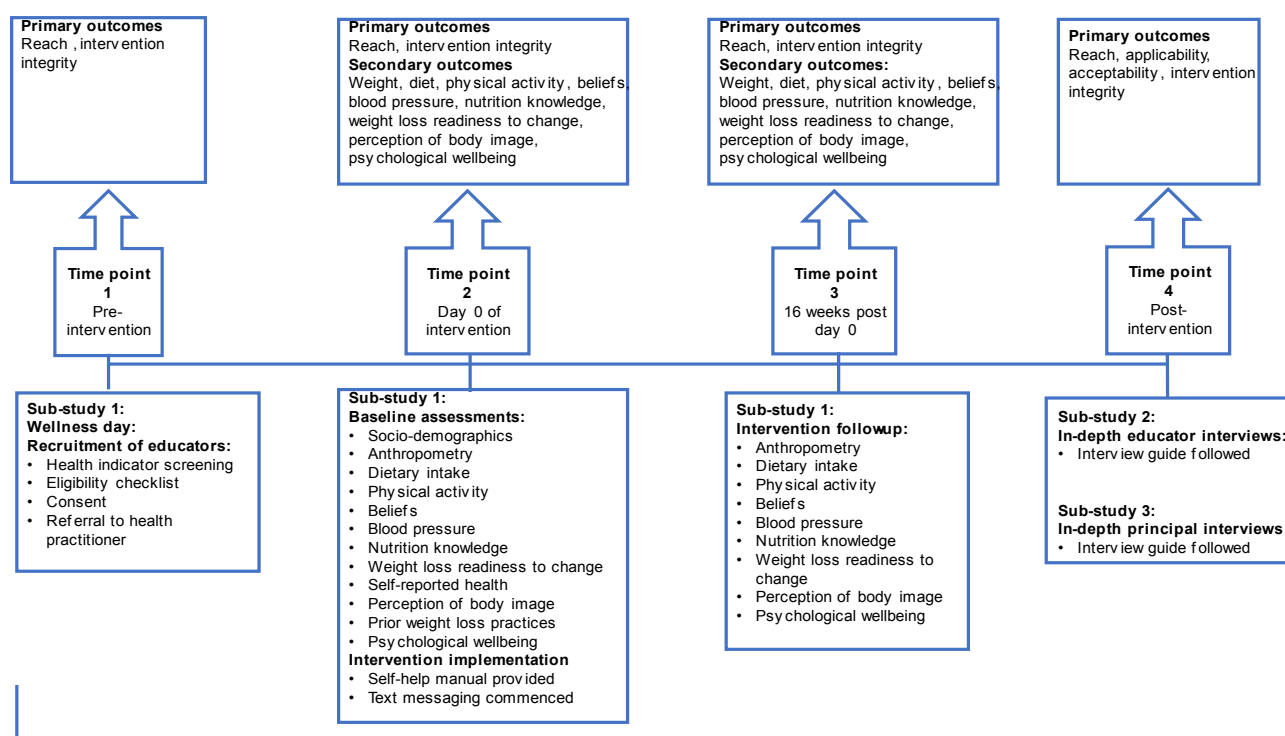 Primary outcomes
Reach, intervention
integrity
Primary outcomes
Reach, intervention integrity
Secondary outcomes
Weight, diet, physical activity, beliefs,
blood pressure, nutrition knowledge,
weight loss readiness to change,
perception of body image,
psychological wellbeing
Primary outcomes
Reach, intervention integrity
Secondary outcomes:
Weight, diet, physical activity, beliefs,
blood pressure, nutrition knowledge,
weight loss readiness to change,
perception of body image,
psychological wellbeing
Primary outcomes
Reach, applicability,
acceptability, intervention
integrity
Time point
1
Pre-
intervention
Time point
2
Day 0 of
intervention
Time point
3
16 weeks post
day 0
Time point
4
Post-
intervention
Sub-study 1:
Wellness day:
Recruitment of educators:
• Health indicator screening
• Eligibility checklist
• Consent
• Referral to health
practitioner
Sub-study 1:
Baseline assessments:
• Socio-demographics
• Anthropometry
• Dietary intake
• Physical activity
• Beliefs
• Blood pressure
• Nutrition knowledge
• Weight loss readiness to change
• Self-reported health
• Perception of body image
• Prior weight loss practices
• Psychological wellbeing
Intervention implementation
• Self-help manual provided
• Text messaging commenced
Sub-study 1:
Intervention followup:
• Anthropometry
• Dietary intake
• Physical activity
• Beliefs
• Blood pressure
• Nutrition knowledge
• Weight loss readiness to
change
• Perception of body image
• Psychological wellbeing
Sub-study 2:
In-depth educator interviews:
• Interview guide followed
Sub-study 3:
In-depth principal interviews
• Interview guide followed